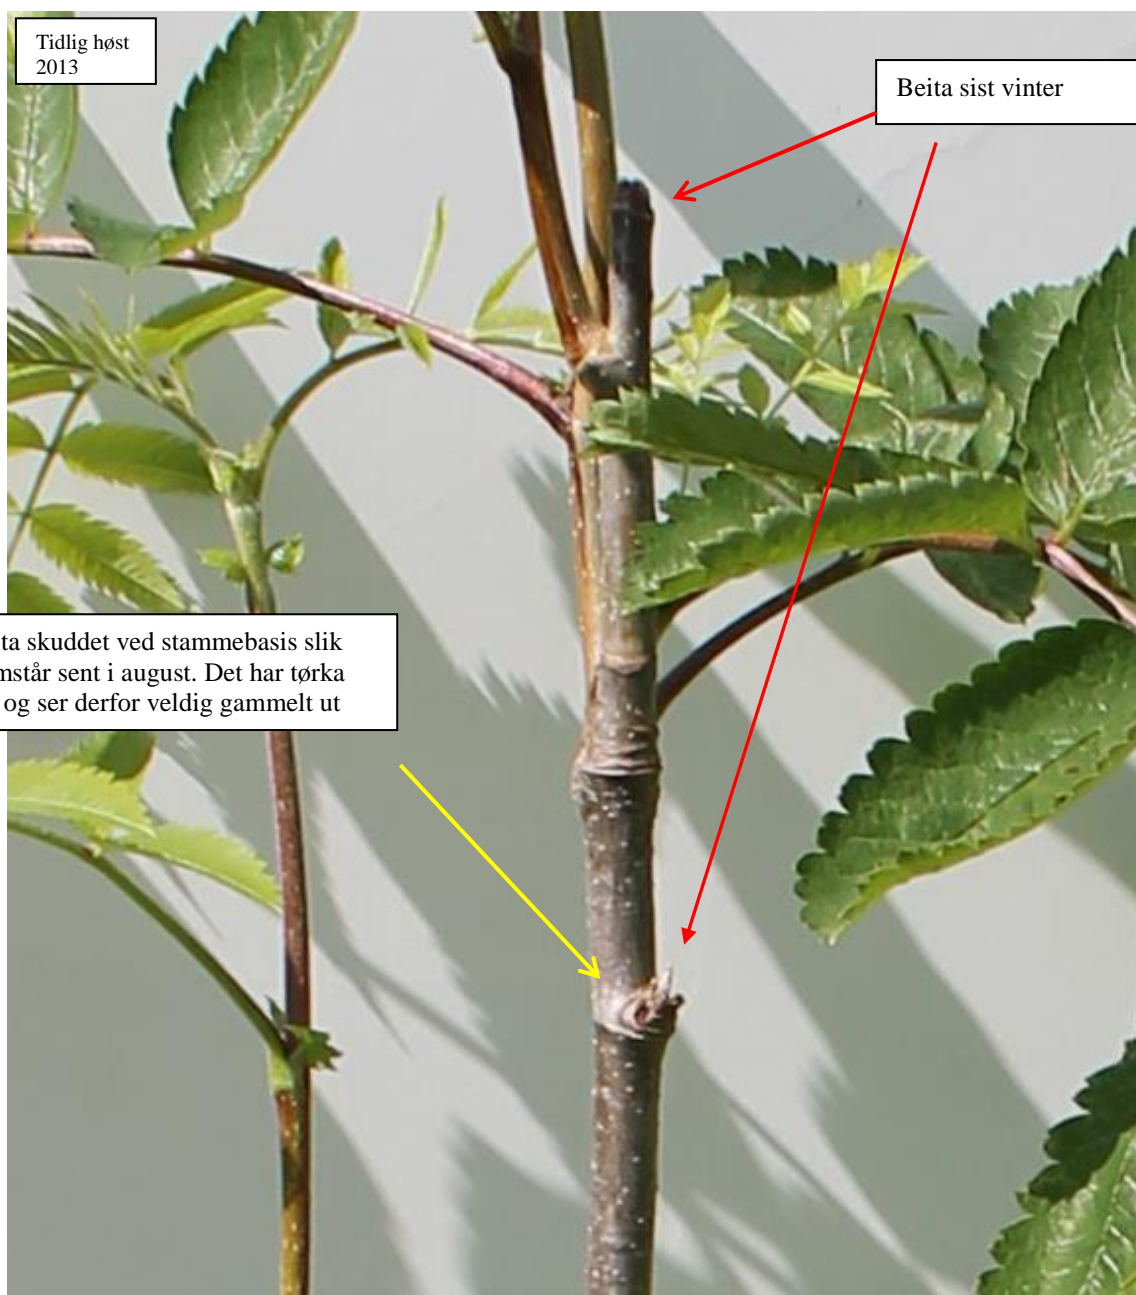 Tidlig høst
2013
Beita sist vinter
ta skuddet ved stammebasis slik
nstår sent i august. Det har tørka
og ser derfor veldig gammelt ut